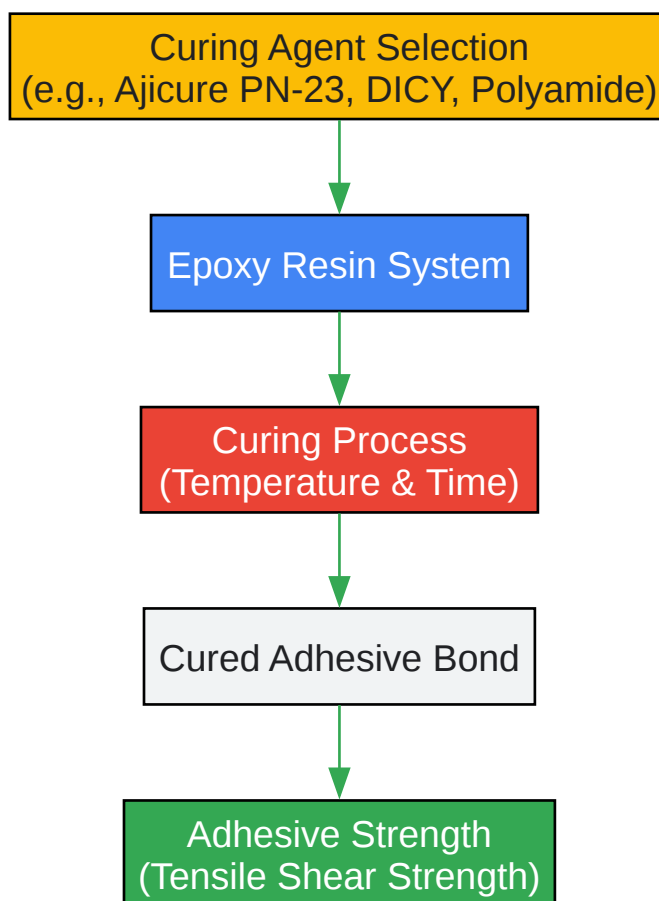 Curing Agent Selection
(e.g., Ajicure PN-23, DICY, Polyamide)
Epoxy Resin System
Curing Process
(Temperature & Time)
Cured Adhesive Bond
Adhesive Strength
(Tensile Shear Strength)